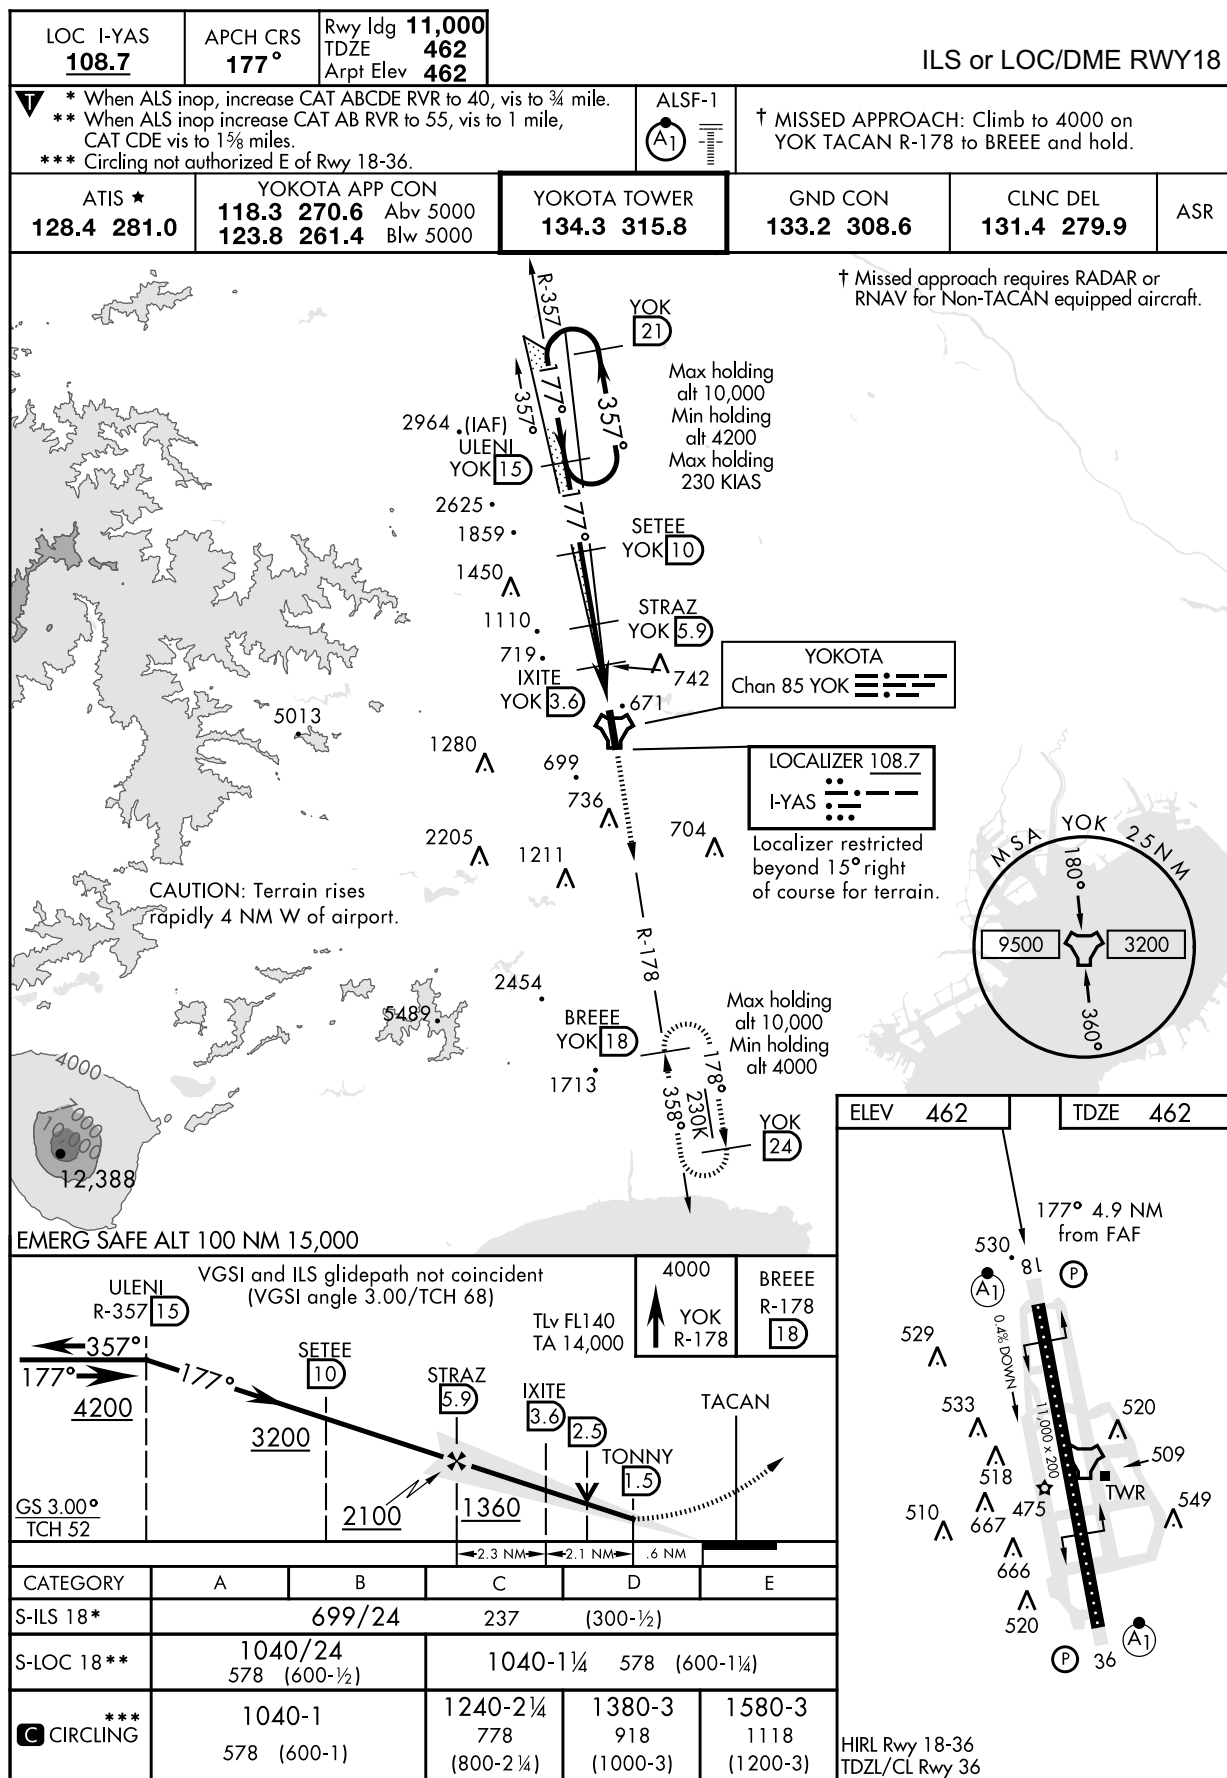 LOC I-YAS
108.7
APCH CRS
177°
Rwy ldg 11,000
TDZE 462
Arpt Elev 462
ILS or LOC/DME RWY18
T
* When ALS inop, increase CAT ABCDE RVR to 40, vis to ¾ mile.
** When ALS inop increase CAT AB RVR to 55, vis to 1 mile,
CAT CDE vis to 1⅝ miles.
*** Circling not authorized E of Rwy 18-36.
ALSF-1
A1
† MISSED APPROACH: Climb to 4000 on
YOK TACAN R-178 to BREEE and hold.
ATIS ★
128.4 281.0
YOKOTA APP CON
118.3 270.6 Abv 5000
123.8 261.4 Blw 5000
YOKOTA TOWER
134.3 315.8
GND CON
133.2 308.6
CLNC DEL
131.4 279.9
ASR
† Missed approach requires RADAR or
RNAV for Non-TACAN equipped aircraft.
R-357
YOK
21
177°
357°
357°
Max holding
alt 10,000
Min holding
alt 4200
Max holding
230 KIAS
2964
(IAF)
ULENI
YOK 15
2625
1859
177°
SETEE
YOK 10
1450
1110
STRAZ
YOK 5.9
719
742
IXITE
YOK 3.6
671
YOKOTA
Chan 85 YOK
5013
1280
699
736
LOCALIZER 108.7
I-YAS
2205
1211
704
Localizer restricted
beyond 15° right
of course for terrain.
CAUTION: Terrain rises
rapidly 4 NM W of airport.
MSA YOK 25NM
180°
9500
3200
360°
R-178
2454
5489
BREEE
YOK 18
1713
Max holding
alt 10,000
Min holding
alt 4000
178°
230K
358°
YOK
24
4000
7000
10000
12,388
EMERG SAFE ALT 100 NM 15,000
ELEV 462
TDZE 462
177° 4.9 NM
from FAF
530
18
P
A1
0.4% DOWN
11,000 x 200
529
533
518
520
509
TWR
510
667
475
549
666
520
A1
P
36
HIRL Rwy 18-36
TDZL/CL Rwy 36
ULENI
R-357 15
VGSI and ILS glidepath not coincident
(VGSI angle 3.00/TCH 68)
TLv FL140
TA 14,000
4000
YOK
R-178
BREEE
R-178
18
357°
177°
4200
177°
SETEE
10
3200
STRAZ
5.9
IXITE
3.6
2.5
TONNY
1.5
TACAN
2100
1360
GS 3.00°
TCH 52
2.3 NM
2.1 NM
.6 NM
CATEGORY A B C D E
S-ILS 18* 699/24 237 (300-½)
S-LOC 18** 1040/24 578 (600-½) 1040-1¼ 578 (600-1¼)
C CIRCLING ***
1040-1
578 (600-1)
1240-2¼
778
(800-2¼)
1380-3
918
(1000-3)
1580-3
1118
(1200-3)